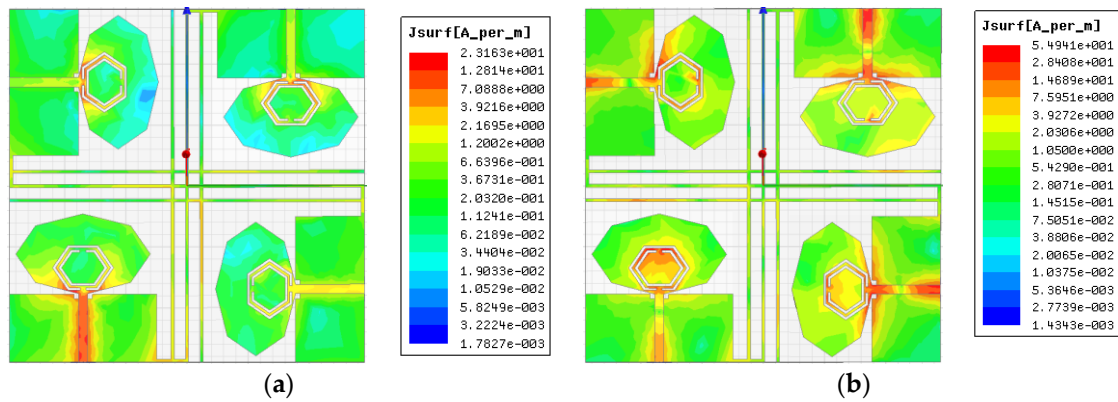 Jsurf[A_per_m]
2.3163e+001
1.2814e+001
7.0888e+000
3.9216e+000
2.1695e+000
1.2002e+000
6.6396e-001
3.6731e-001
2.0320e-001
1.1241e-001
6.2189e-002
3.4404e-002
1.9033e-002
1.0529e-002
5.8249e-003
3.2224e-003
1.7827e-003
Jsurf[A_per_m]
5.4941e+001
2.8408e+001
1.4689e+001
7.5951e+000
3.9272e+000
2.0306e+000
1.0500e+000
5.4290e-001
2.8071e-001
1.4515e-001
7.5051e-002
3.8806e-002
2.0065e-002
1.0375e-002
5.3646e-003
2.7739e-003
1.4343e-003
(a)
(b)